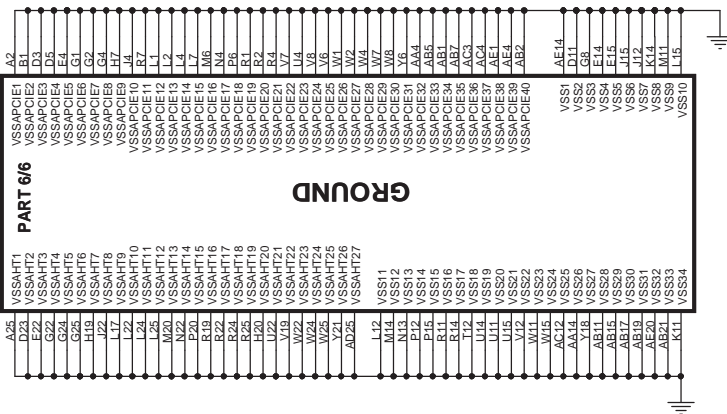 PART 6/6
GROUND
VSSAPCIE1 A2
VSSAPCIE2 B1
VSSAPCIE3 D3
VSSAPCIE4 D5
VSSAPCIE5 E4
VSSAPCIE6 G1
VSSAPCIE7 G2
VSSAPCIE8 G4
VSSAPCIE9 H7
VSSAPCIE10 J4
VSSAPCIE11 R7
VSSAPCIE12 L1
VSSAPCIE13 L2
VSSAPCIE14 L4
VSSAPCIE15 L7
VSSAPCIE16 M6
VSSAPCIE17 N4
VSSAPCIE18 P6
VSSAPCIE19 R1
VSSAPCIE20 R2
VSSAPCIE21 R4
VSSAPCIE22 V7
VSSAPCIE23 U4
VSSAPCIE24 V8
VSSAPCIE25 V6
VSSAPCIE26 W1
VSSAPCIE27 W2
VSSAPCIE28 W4
VSSAPCIE29 W7
VSSAPCIE30 W8
VSSAPCIE31 Y6
VSSAPCIE32 AA4
VSSAPCIE33 AB5
VSSAPCIE34 AB1
VSSAPCIE35 AB7
VSSAPCIE36 AC3
VSSAPCIE37 AC4
VSSAPCIE38 AE1
VSSAPCIE39 AE4
VSSAPCIE40 AB2
VSS1 AE14
VSS2 D11
VSS3 G8
VSS4 E14
VSS5 E15
VSS6 J15
VSS7 J12
VSS8 K14
VSS9 M11
VSS10 L15
A25 VSSAHT1
D23 VSSAHT2
E22 VSSAHT3
G22 VSSAHT4
G24 VSSAHT5
G25 VSSAHT6
H19 VSSAHT7
J22 VSSAHT8
L17 VSSAHT9
L22 VSSAHT10
L24 VSSAHT11
L25 VSSAHT12
M20 VSSAHT13
N22 VSSAHT14
P20 VSSAHT15
R19 VSSAHT16
R22 VSSAHT17
R24 VSSAHT18
R25 VSSAHT19
H20 VSSAHT20
U22 VSSAHT21
V19 VSSAHT22
W22 VSSAHT23
W24 VSSAHT24
W25 VSSAHT25
Y21 VSSAHT26
AD25 VSSAHT27
L12 VSS11
M14 VSS12
N13 VSS13
P12 VSS14
P15 VSS15
R11 VSS16
R14 VSS17
T12 VSS18
U14 VSS19
U11 VSS20
U15 VSS21
V12 VSS22
W11 VSS23
W15 VSS24
AC12 VSS25
AA14 VSS26
Y18 VSS27
AB11 VSS28
AB15 VSS29
AB17 VSS30
AB19 VSS31
AE20 VSS32
AB21 VSS33
K11 VSS34